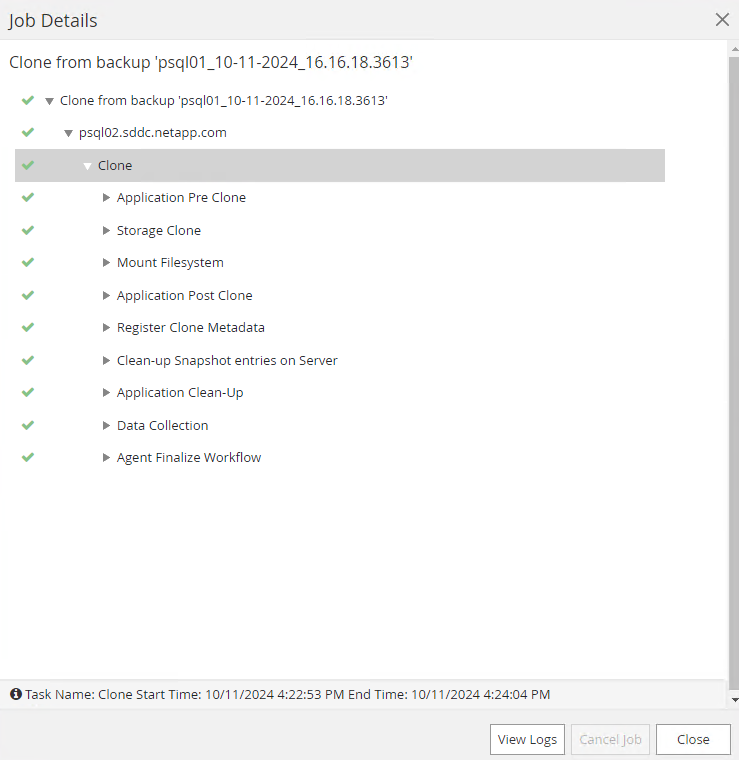 Job Details
Clone from backup 'psql01_10-11-2024_16.16.18.3613'
Clone from backup 'psql01_10-11-2024_16.16.18.3613'
psql02.sddc.netapp.com
Clone
Application Pre Clone
Storage Clone
Mount Filesystem
Application Post Clone
Register Clone Metadata
Clean-up Snapshot entries on Server
Application Clean-Up
Data Collection
Agent Finalize Workflow
Task Name: Clone Start Time: 10/11/2024 4:22:53 PM End Time: 10/11/2024 4:24:04 PM
View Logs Cancel Job Close